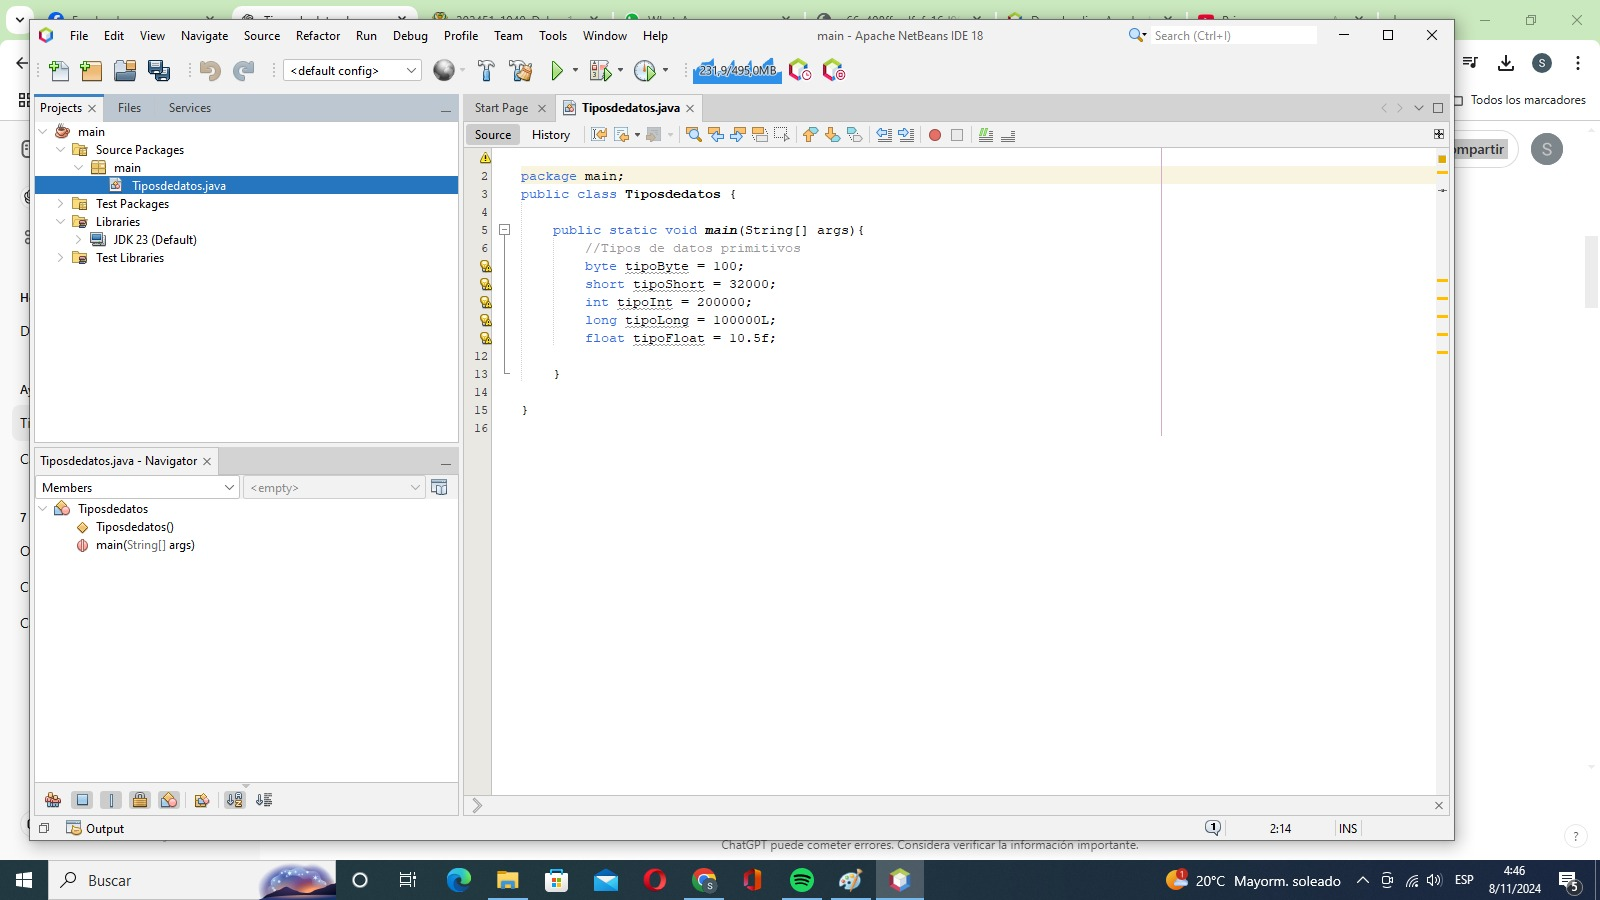 File Edit View Navigate Source Refactor Run Debug Profile Team Tools Window Help
main - Apache NetBeans IDE 18
Search (Ctrl+I)
<default config>
231,9/495,0MB
Todos los marcadores
Projects Files Services
Start Page Tiposdedatos.java
Source History
mpartir
S
S
main
Source Packages
main
Tiposdedatos.java
Test Packages
Libraries
JDK 23 (Default)
Test Libraries
2 package main;
3 public class Tiposdedatos {
4
5 public static void main(String[] args){
6 //Tipos de datos primitivos
byte tipoByte = 100;
short tipoShort = 32000;
int tipoInt = 200000;
long tipoLong = 100000L;
float tipoFloat = 10.5f;
12
13 }
14
15 }
16
Tiposdedatos.java - Navigator
Members <empty>
Tiposdedatos
Tiposdedatos()
main(String[] args)
Output
1 2:14 INS
ChatGPT puede cometer errores. Considera verificar la información importante.
?
Buscar
1 20°C Mayorm. soleado
ESP
4:46
8/11/2024
5